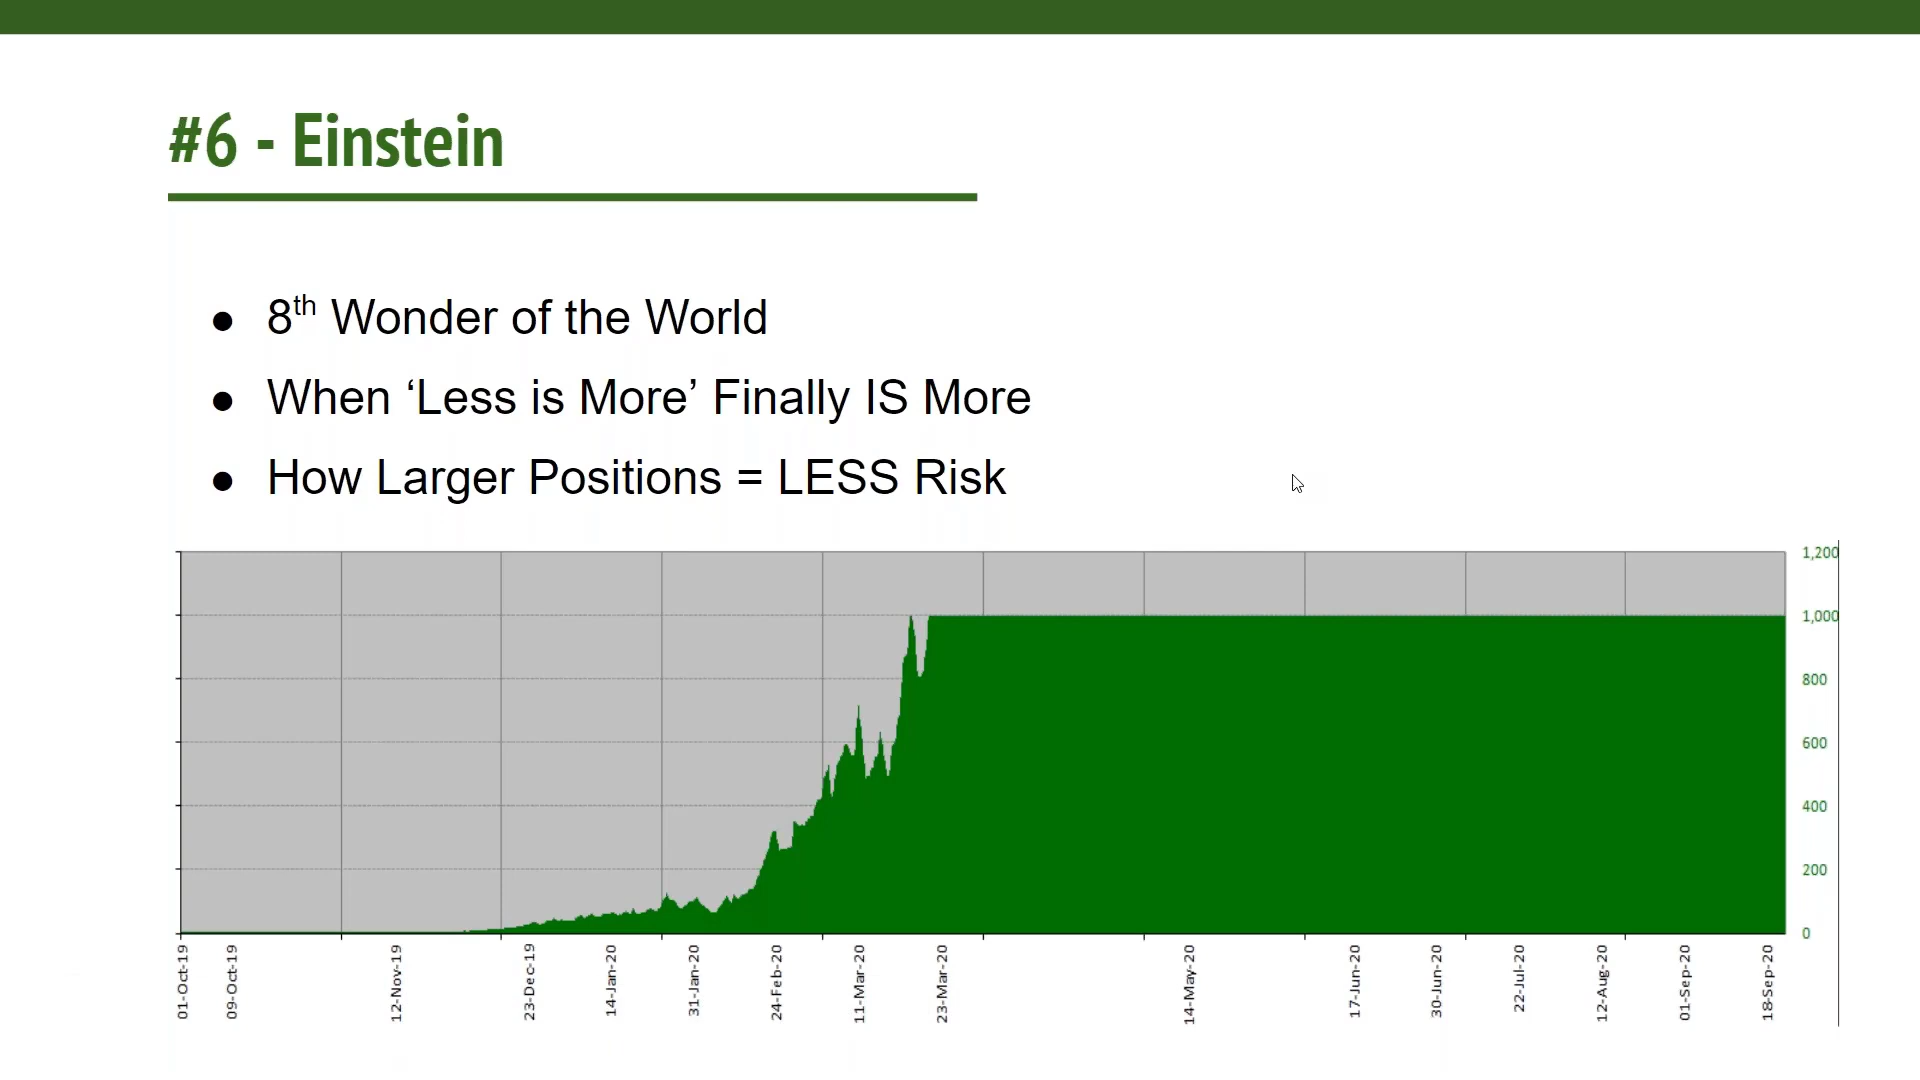 #6 - Einstein
● 8th Wonder of the World
● When ‘Less is More’ Finally IS More
● How Larger Positions = LESS Risk
1,200
1,000
800
600
400
200
0
01-Oct-19
09-Oct-19
12-Nov-19
23-Dec-19
14-Jan-20
31-Jan-20
24-Feb-20
11-Mar-20
23-Mar-20
14-May-20
17-Jun-20
30-Jun-20
22-Jul-20
12-Aug-20
01-Sep-20
18-Sep-20